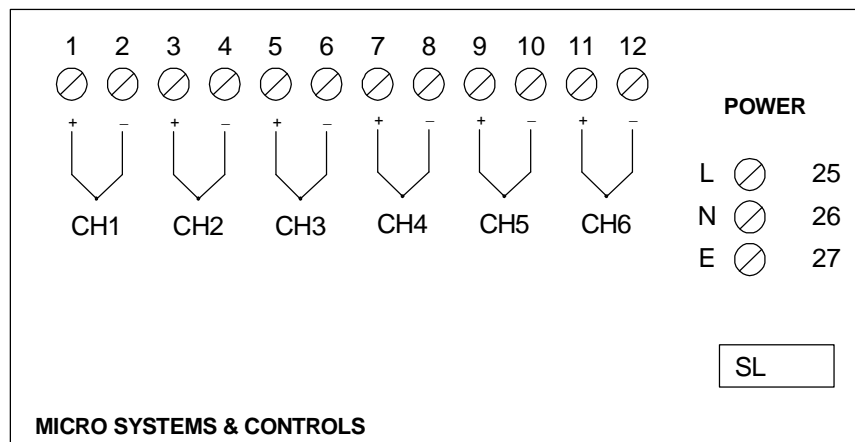 1 2 3 4 5 6 7 8 9 10 11 12
+ – + – + – + – + – + –
CH1 CH2 CH3 CH4 CH5 CH6
POWER
L 25
N 26
E 27
SL
MICRO SYSTEMS & CONTROLS